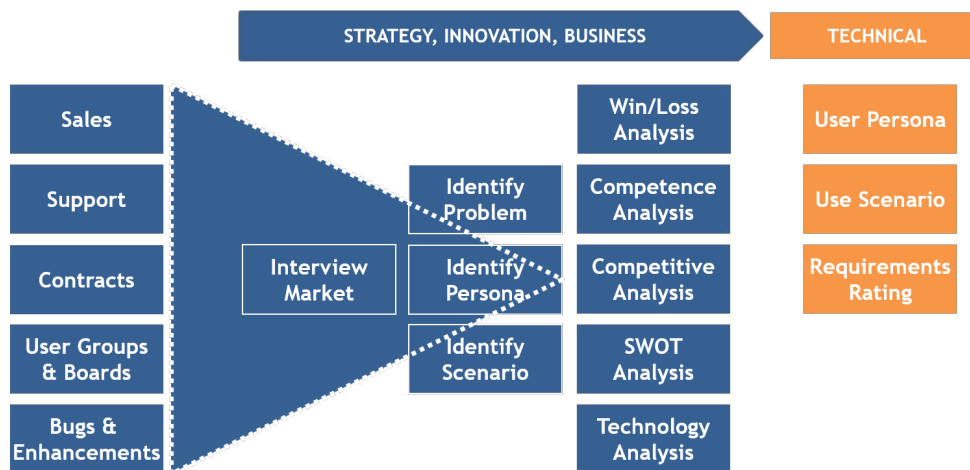 STRATEGY, INNOVATION, BUSINESS
TECHNICAL
Sales
Support
Contracts
User Groups
& Boards
Bugs &
Enhancements
Interview
Market
Identify
Problem
Identify
Persona
Identify
Scenario
Win/Loss
Analysis
Competence
Analysis
Competitive
Analysis
SWOT
Analysis
Technology
Analysis
User Persona
Use Scenario
Requirements
Rating